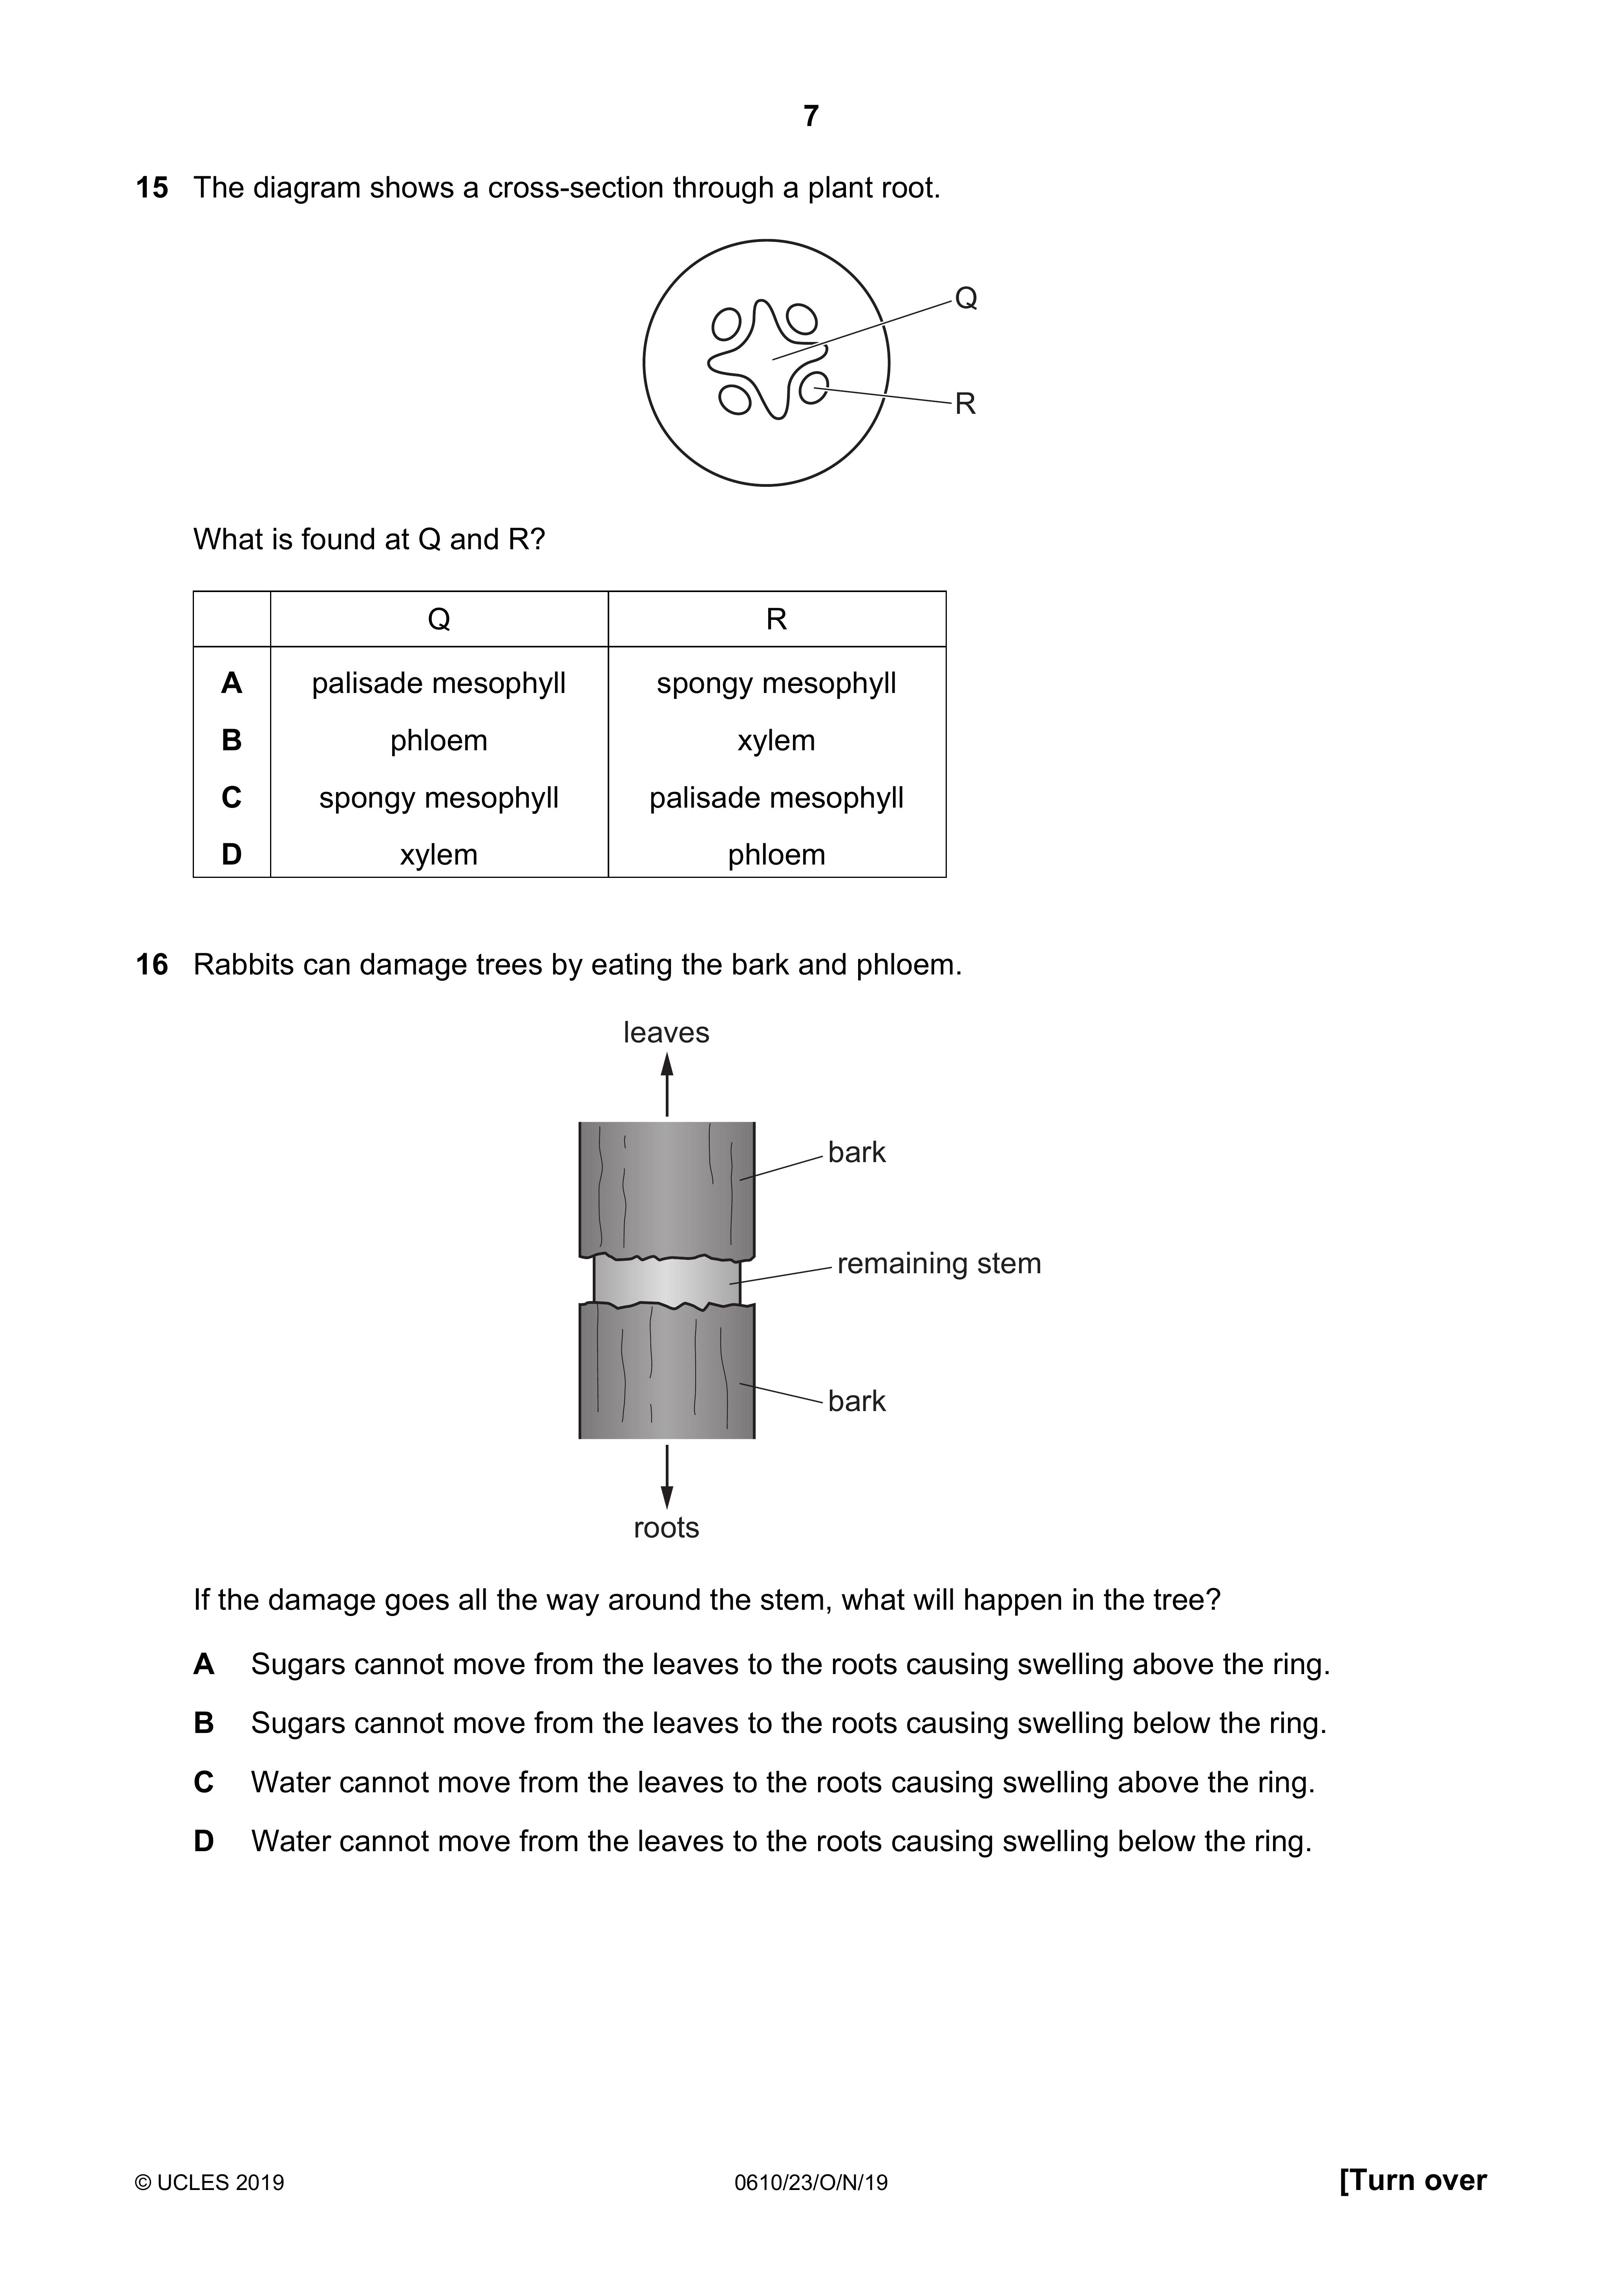 7
15 The diagram shows a cross-section through a plant root.
Q
R
What is found at Q and R?
Q R
A palisade mesophyll spongy mesophyll
B phloem xylem
C spongy mesophyll palisade mesophyll
D xylem phloem
16 Rabbits can damage trees by eating the bark and phloem.
leaves
bark
remaining stem
bark
roots
If the damage goes all the way around the stem, what will happen in the tree?
A Sugars cannot move from the leaves to the roots causing swelling above the ring.
B Sugars cannot move from the leaves to the roots causing swelling below the ring.
C Water cannot move from the leaves to the roots causing swelling above the ring.
D Water cannot move from the leaves to the roots causing swelling below the ring.
© UCLES 2019 0610/23/O/N/19 [Turn over